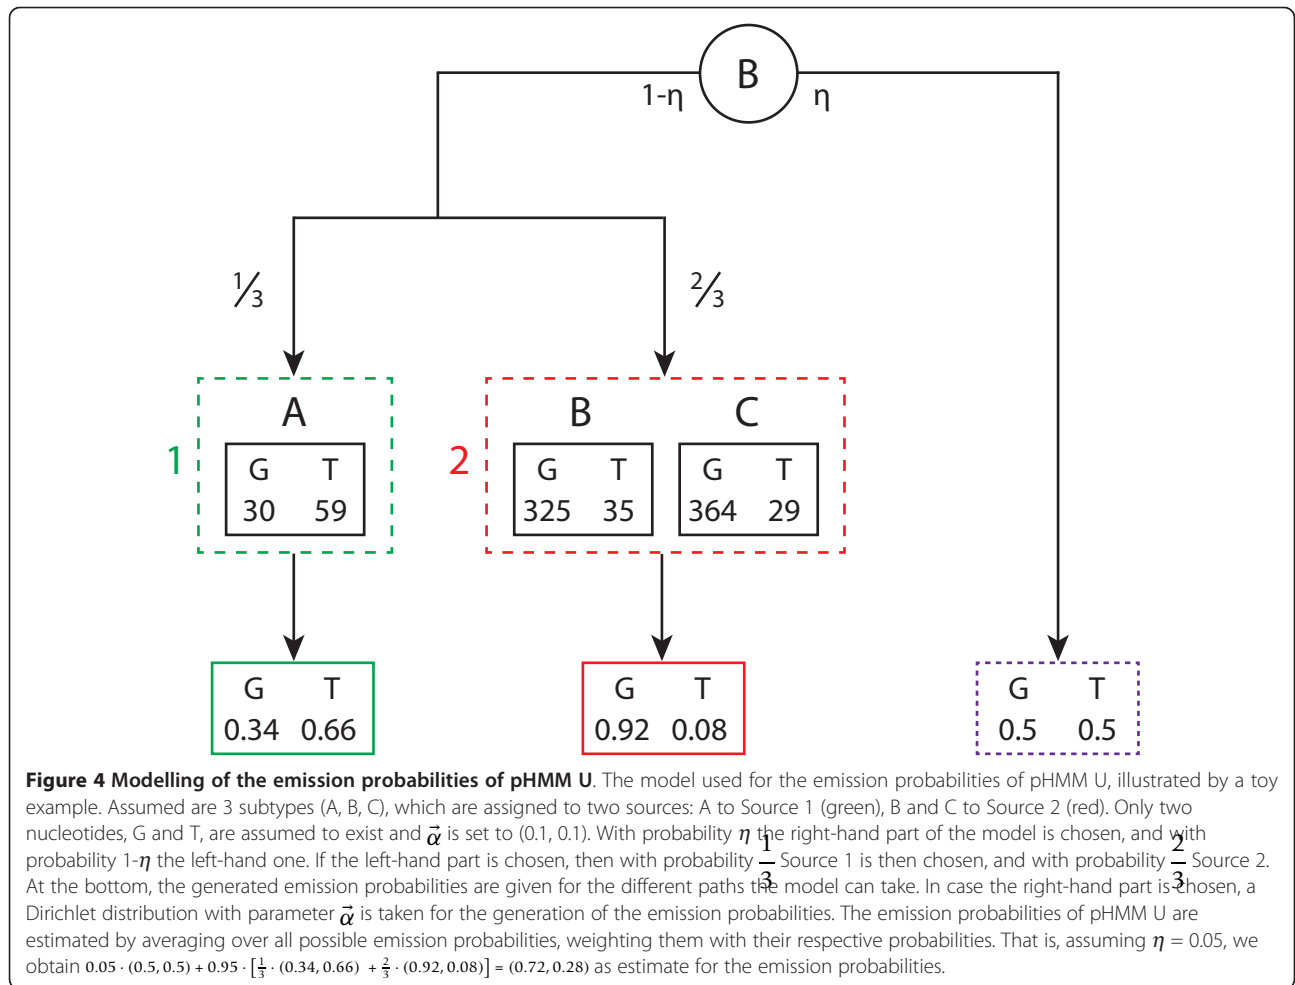 B
1-η η
⅓ ⅔
A B C
1 2
G T G T G T
30 59 325 35 364 29
G T G T G T
0.34 0.66 0.92 0.08 0.5 0.5
Figure 4 Modelling of the emission probabilities of pHMM U. The model used for the emission probabilities of pHMM U, illustrated by a toy
example. Assumed are 3 subtypes (A, B, C), which are assigned to two sources: A to Source 1 (green), B and C to Source 2 (red). Only two
nucleotides, G and T, are assumed to exist and α⃗ is set to (0.1, 0.1). With probability η the right-hand part of the model is chosen, and with
probability 1-η the left-hand one. If the left-hand part is chosen, then with probability 1/3 Source 1 is then chosen, and with probability 2/3 Source 2.
At the bottom, the generated emission probabilities are given for the different paths the model can take. In case the right-hand part is chosen, a
Dirichlet distribution with parameter α⃗ is taken for the generation of the emission probabilities. The emission probabilities of pHMM U are
estimated by averaging over all possible emission probabilities, weighting them with their respective probabilities. That is, assuming η = 0.05, we
obtain 0.05 · (0.5, 0.5) + 0.95 · [1/3 · (0.34, 0.66) + 2/3 · (0.92, 0.08)] = (0.72, 0.28) as estimate for the emission probabilities.